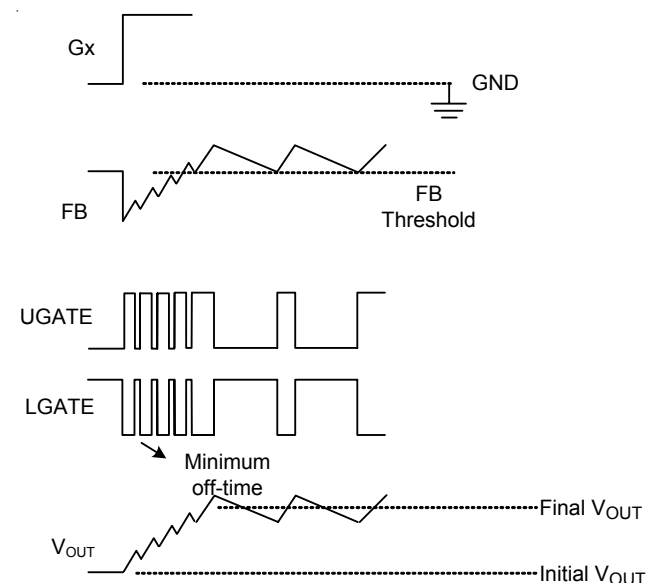 Gx
GND
FB
FB
Threshold
UGATE
LGATE
Minimum
off-time
Final VOUT
VOUT
Initial VOUT